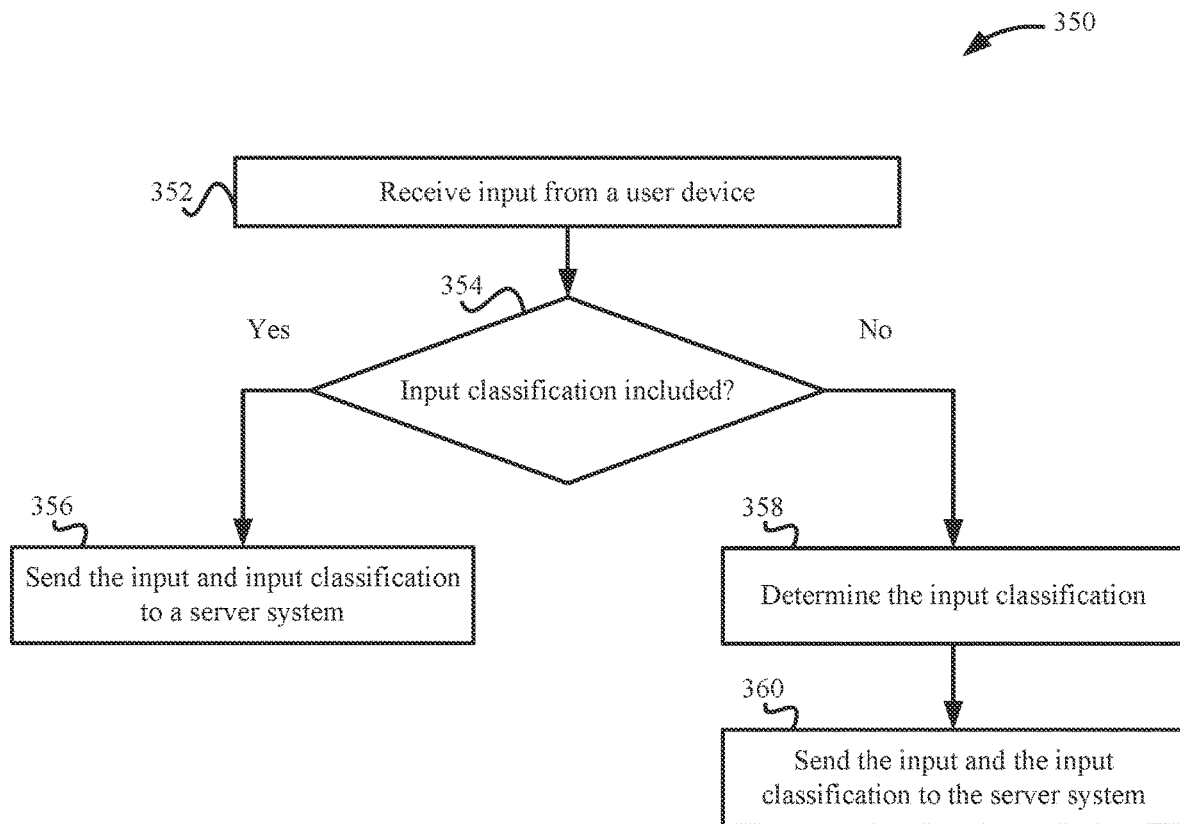 350
352
Receive input from a user device
354
Yes
No
Input classification included?
356
Send the input and input classification
to a server system
358
Determine the input classification
360
Send the input and the input
classification to the server system